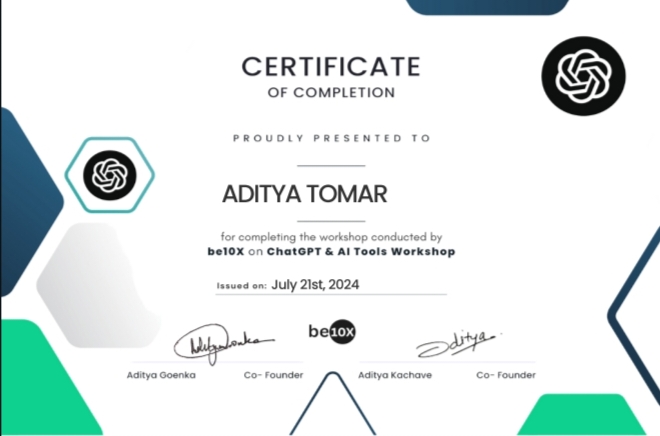 CERTIFICATE
OF COMPLETION
PROUDLY PRESENTED TO
ADITYA TOMAR
for completing the workshop conducted by
be10X on ChatGPT & AI Tools Workshop
Issued on: July 21st, 2024
be10X
Aditya
Aditya Goenka Co- Founder Aditya Kachave Co- Founder